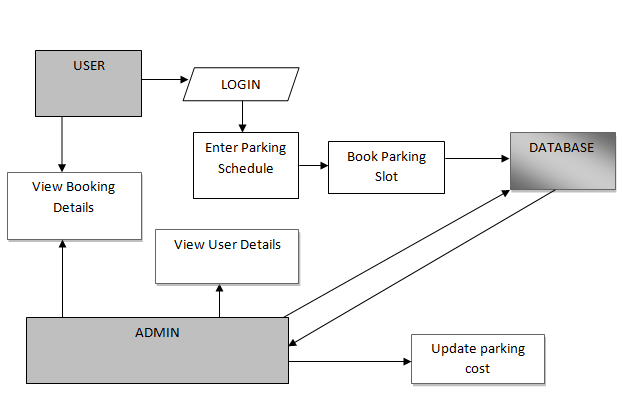 USER
LOGIN
Enter Parking
Schedule
Book Parking
Slot
DATABASE
View Booking
Details
View User Details
ADMIN
Update parking
cost